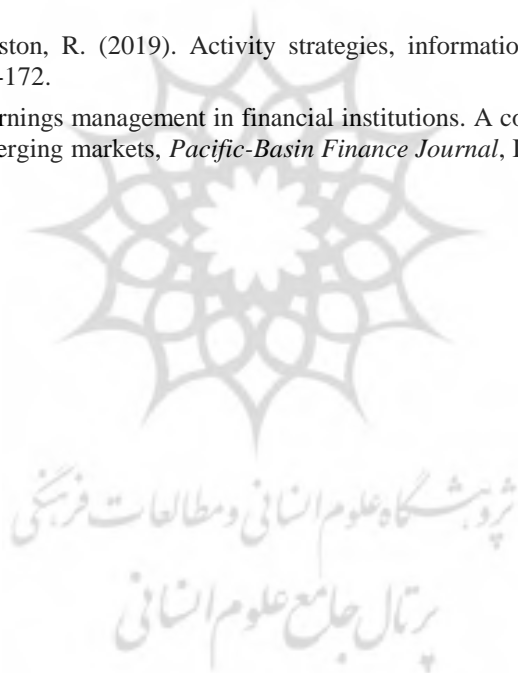 ston, R. (2019). Activity strategies, informatio
-172.
rnings management in financial institutions. A co
erging markets, Pacific-Basin Finance Journal,
پژوهشگاه علوم انسانی و مطالعات فرهنگی
پرتال جامع علوم انسانی